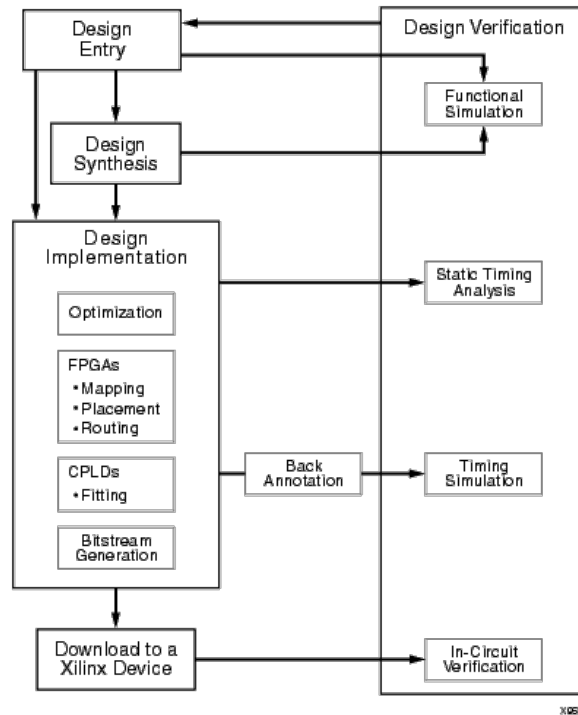 Design
Entry
Design Verification
Functional
Simulation
Design
Synthesis
Design
Implementation
Static Timing
Analysis
Optimization
FPGAs
• Mapping
• Placement
• Routing
CPLDs
• Fitting
Back
Annotation
Timing
Simulation
Bitstream
Generation
Download to a
Xilinx Device
In-Circuit
Verification